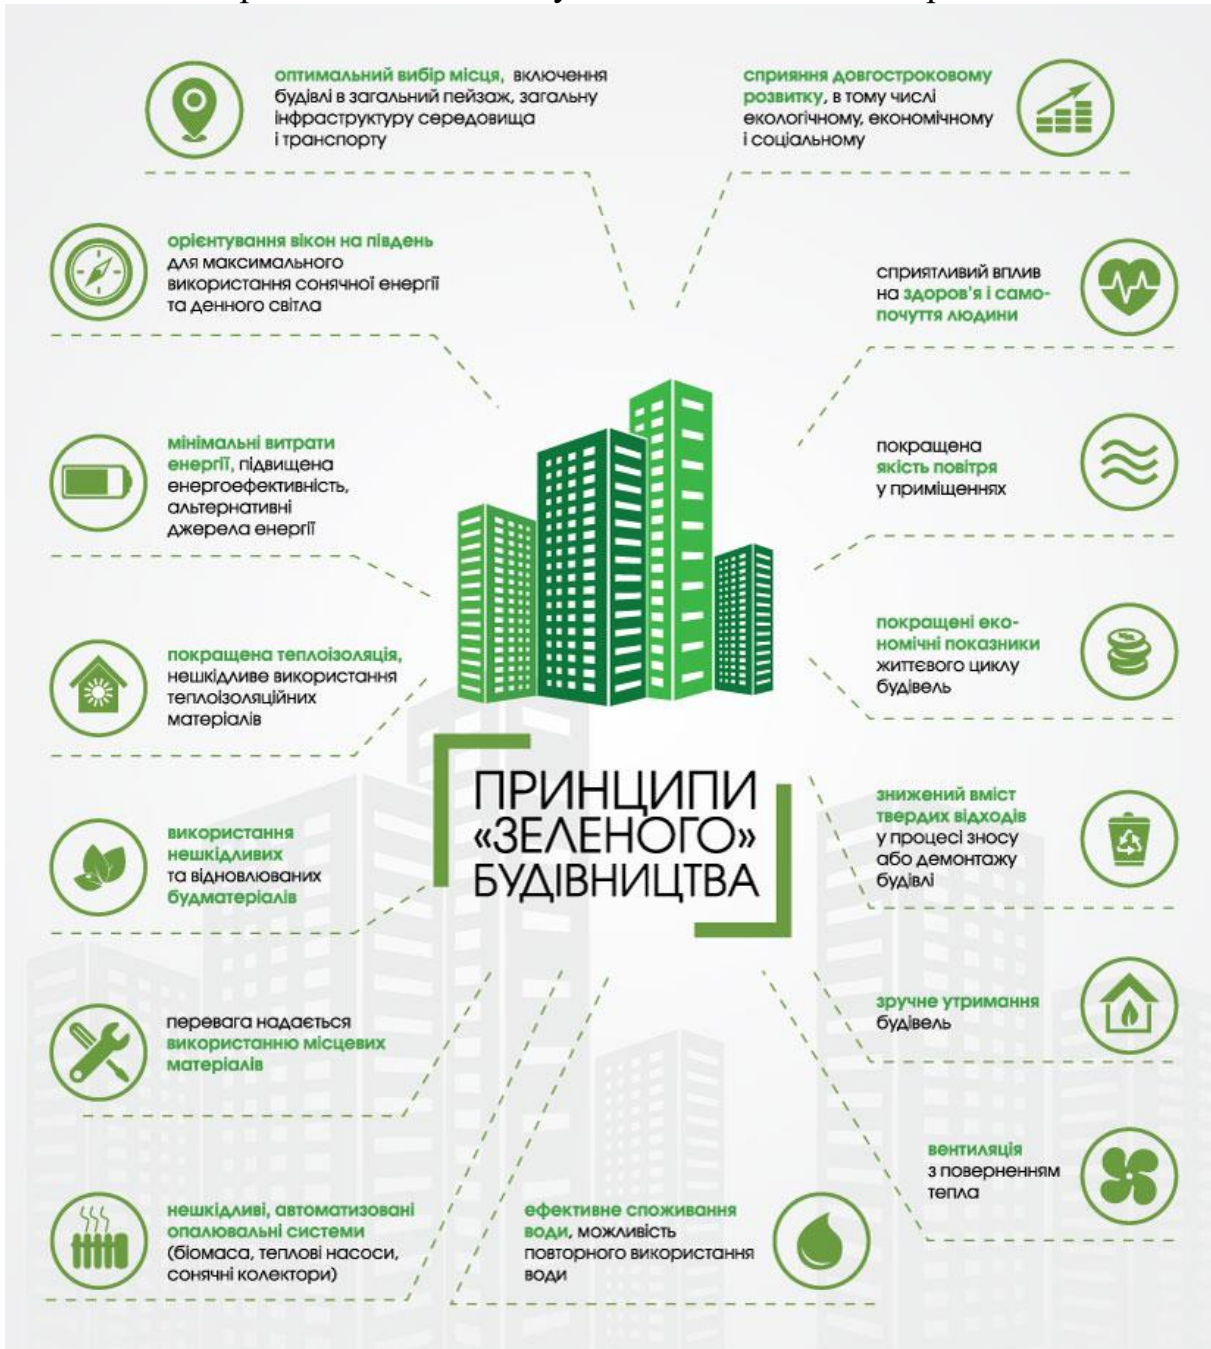 оптимальний вибір місця, включення
будівлі в загальний пейзаж, загальну
інфраструктуру середовища
і транспорту
сприяння довгостроковому
розвитку, в тому числі
екологічному, економічному
і соціальному
орієнтування вікон на південь
для максимального
використання сонячної енергії
та денного світла
сприятливий вплив
на здоров'я і само-
почуття людини
мінімальні витрати
енергії, підвищена
енергоефективність,
альтернативні
джерела енергії
покращена
якість повітря
у приміщеннях
покращена теплоізоляція,
нешкідливе використання
теплоізоляційних
матеріалів
покращені еко-
номічні показники
життєвого циклу
будівель
ПРИНЦИПИ
«ЗЕЛЕНОГО»
БУДІВНИЦТВА
використання
нешкідливих
та відновлюваних
будматеріалів
знижений вміст
твердих відходів
у процесі зносу
або демонтажу
будівлі
перевага надається
використанню місцевих
матеріалів
зручне утримання
будівель
нешкідливі, автоматизовані
опалювальні системи
(біомаса, теплові насоси,
сонячні колектори)
ефективне споживання
води, можливість
повторного використання
води
вентиляція
з поверненням
тепла